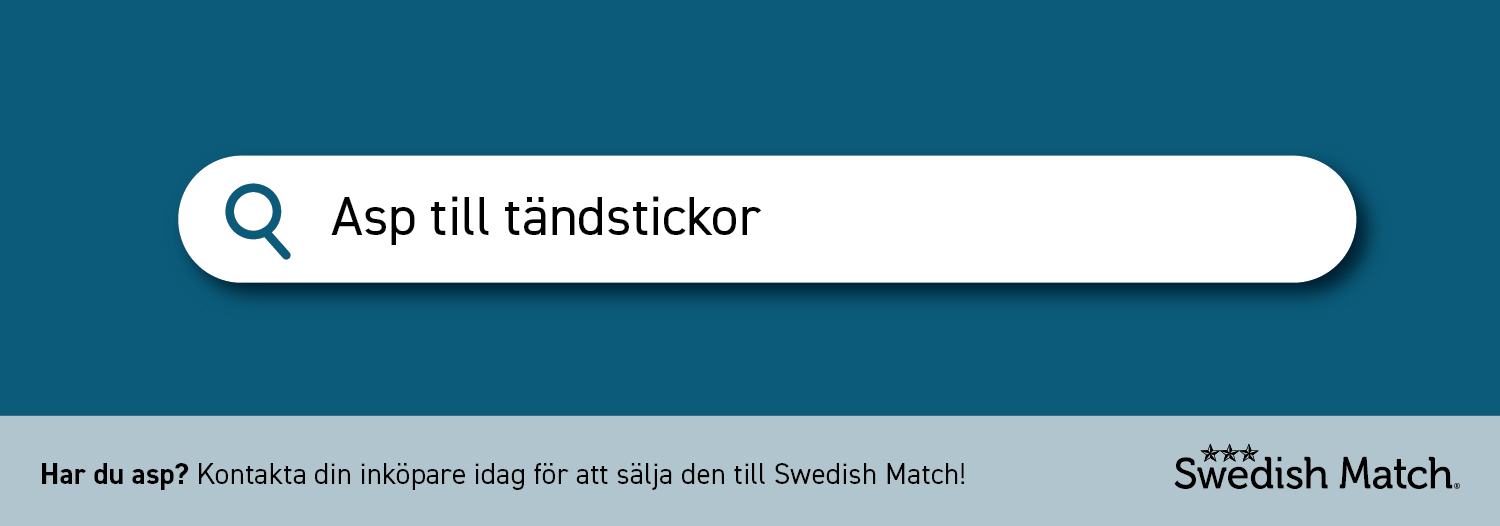 Asp till tändstickor
Har du asp? Kontakta din inköpare idag för att sälja den till Swedish Match!
Swedish Match®